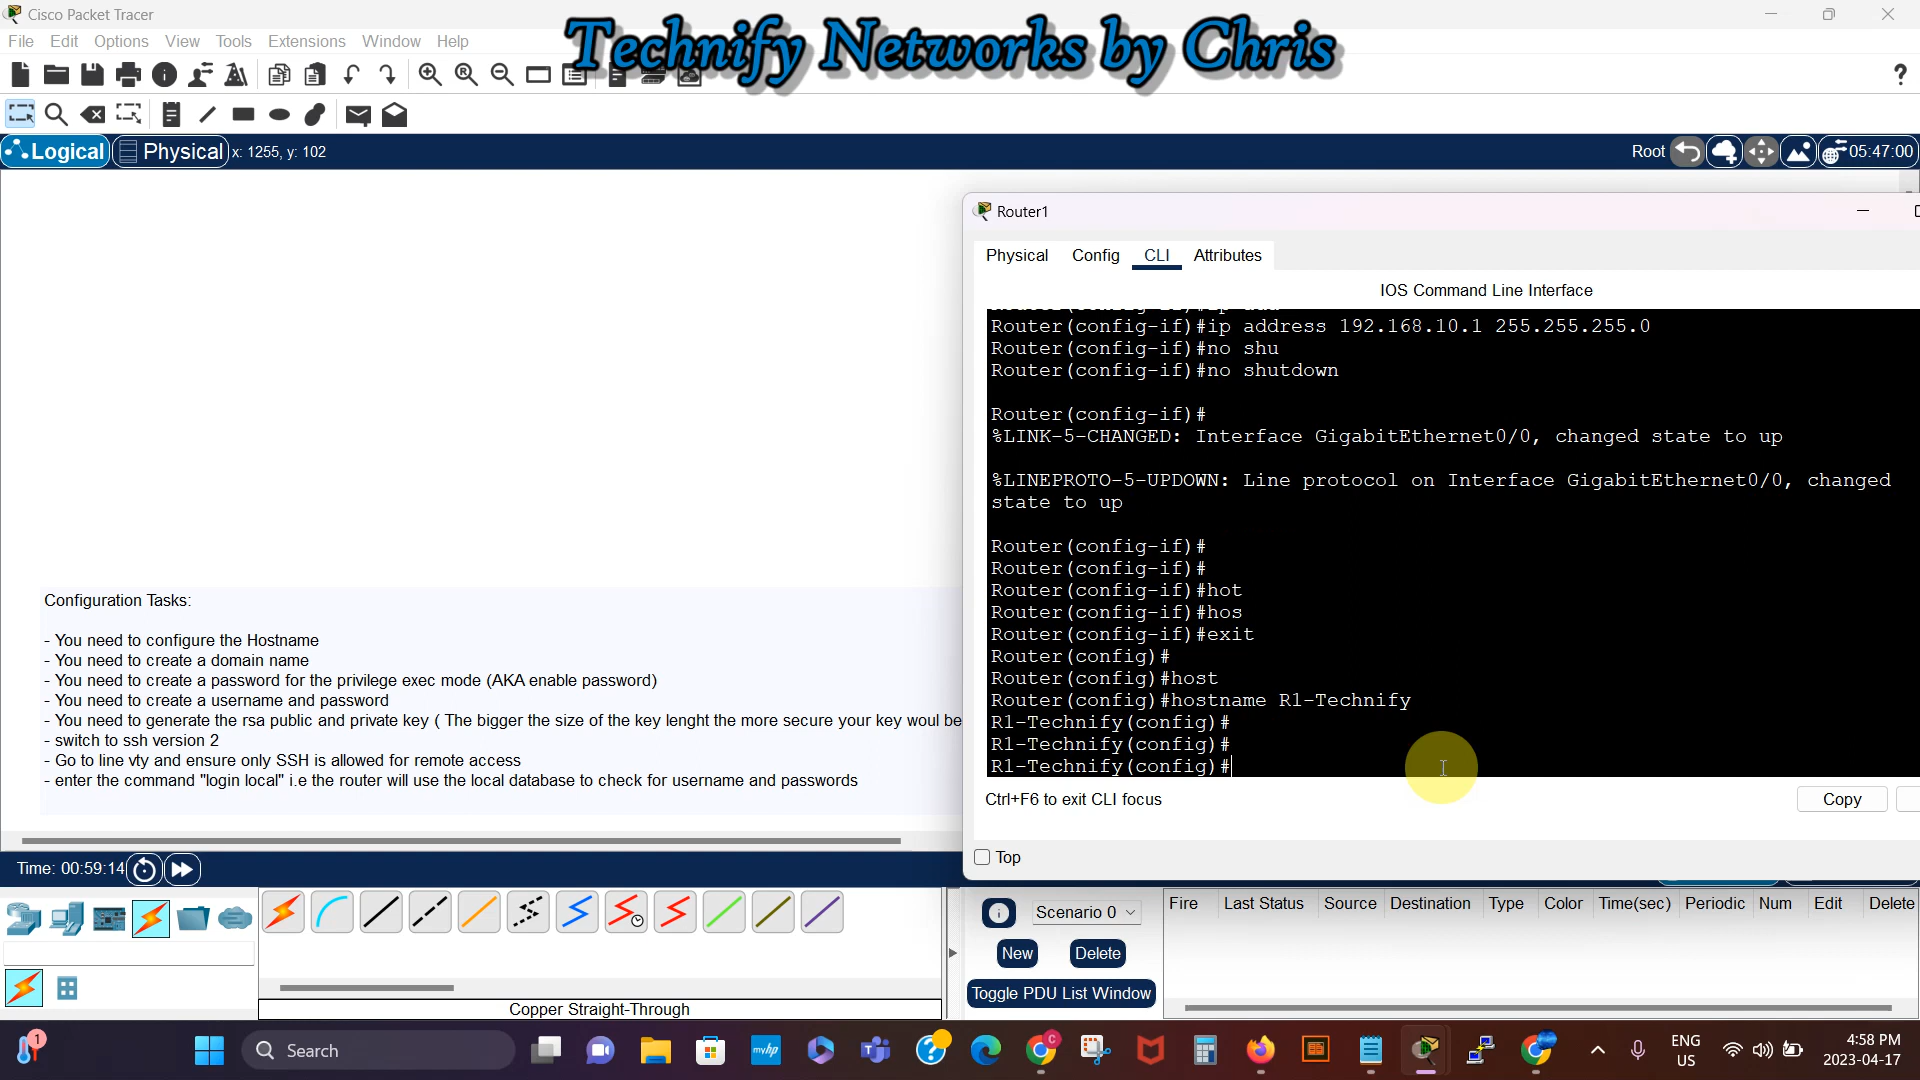 Cisco Packet Tracer
Technify Networks by Chris
File Edit Options View Tools Extensions Window Help
Logical Physical x: 1255, y: 102 Root 05:47:00
Router1
Physical Config CLI Attributes
IOS Command Line Interface
Router(config-if)#ip address 192.168.10.1 255.255.255.0
Router(config-if)#no shu
Router(config-if)#no shutdown
Router(config-if)#
%LINK-5-CHANGED: Interface GigabitEthernet0/0, changed state to up
%LINEPROTO-5-UPDOWN: Line protocol on Interface GigabitEthernet0/0, changed
state to up
Router(config-if)#
Router(config-if)#
Router(config-if)#hot
Router(config-if)#hos
Router(config-if)#exit
Router(config)#
Router(config)#host
Router(config)#hostname R1-Technify
R1-Technify(config)#
R1-Technify(config)#
R1-Technify(config)#
Ctrl+F6 to exit CLI focus
Copy
Top
Configuration Tasks:
- You need to configure the Hostname
- You need to create a domain name
- You need to create a password for the privilege exec mode (AKA enable password)
- You need to create a username and password
- You need to generate the rsa public and private key ( The bigger the size of the key lenght the more secure your key woul be
- switch to ssh version 2
- Go to line vty and ensure only SSH is allowed for remote access
- enter the command "login local" i.e the router will use the local database to check for username and passwords
Time: 00:59:14
Scenario 0
New Delete
Toggle PDU List Window
Fire Last Status Source Destination Type Color Time(sec) Periodic Num Edit Delete
Copper Straight-Through
1
Search
myhp
ENG
US
4:58 PM
2023-04-17